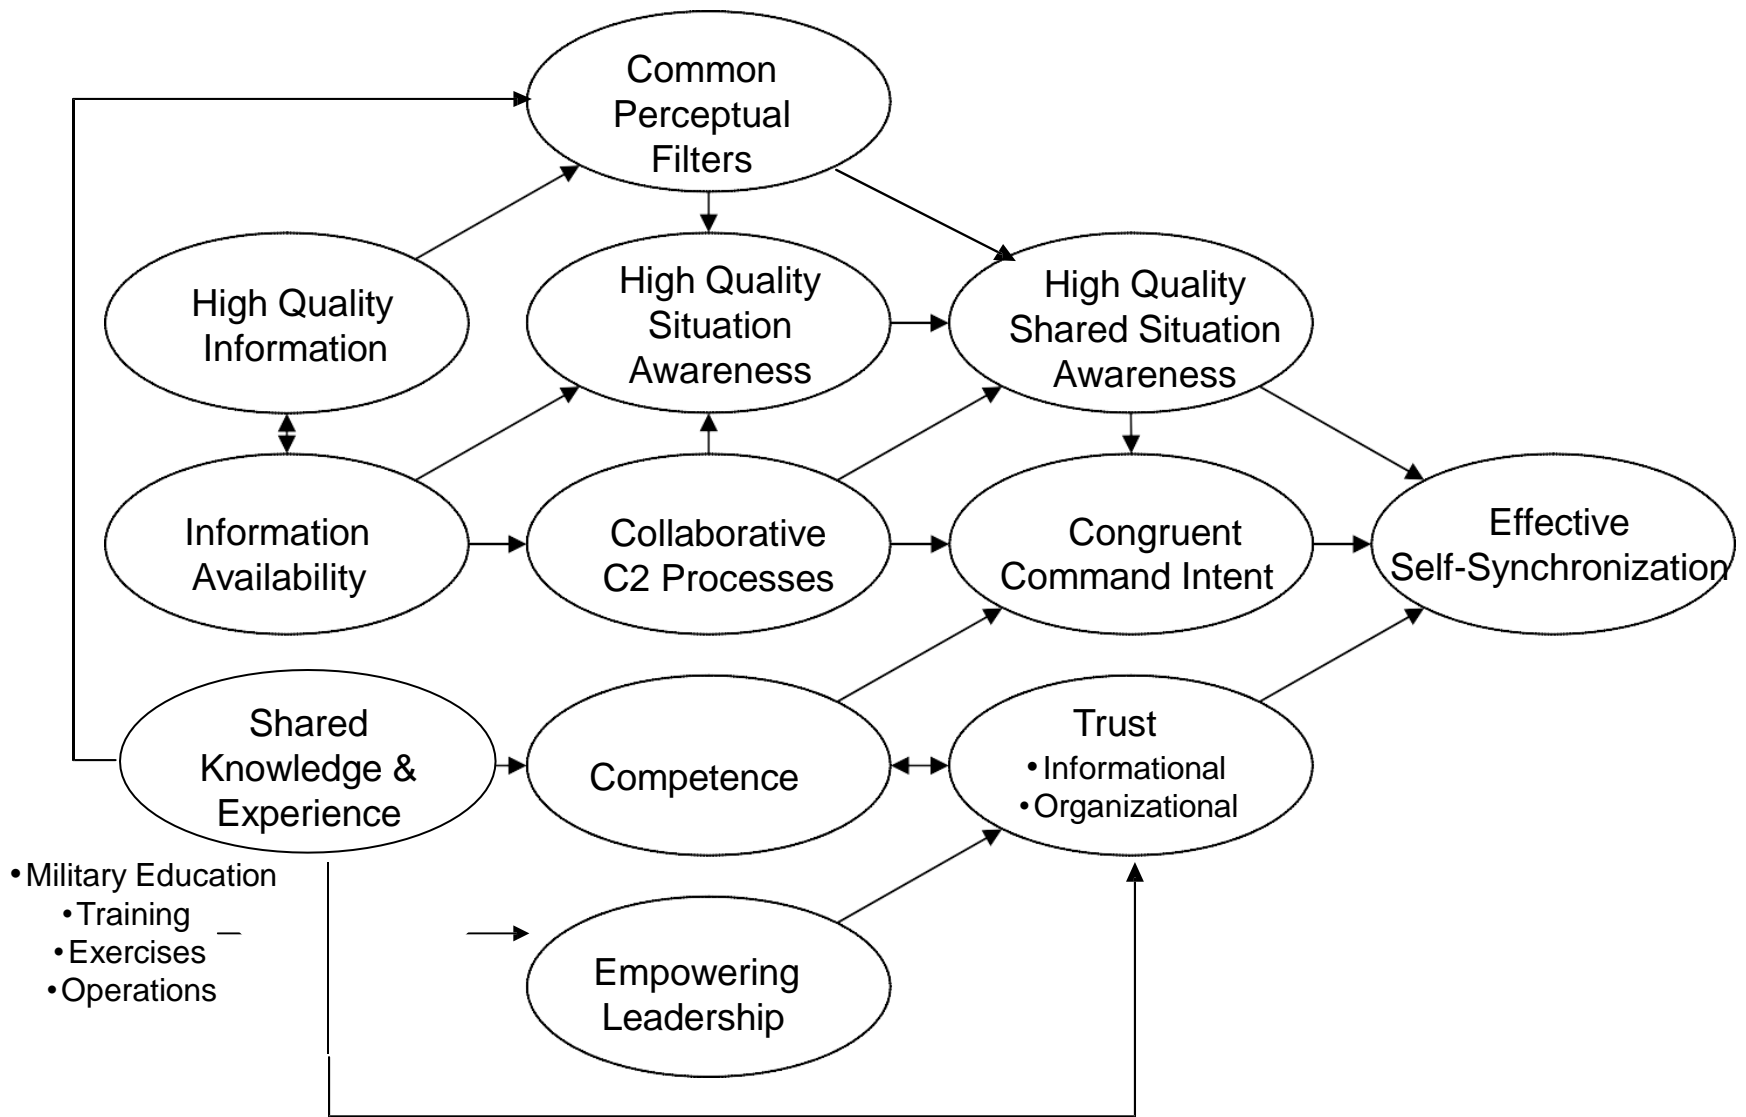 Common
Perceptual
Filters
High Quality
Information
High Quality
Situation
Awareness
High Quality
Shared Situation
Awareness
Information
Availability
Collaborative
C2 Processes
Congruent
Command Intent
Effective
Self-Synchronization
Shared
Knowledge &
Experience
Competence
Trust
•Informational
•Organizational
•Military Education
•Training
•Exercises
•Operations
Empowering
Leadership